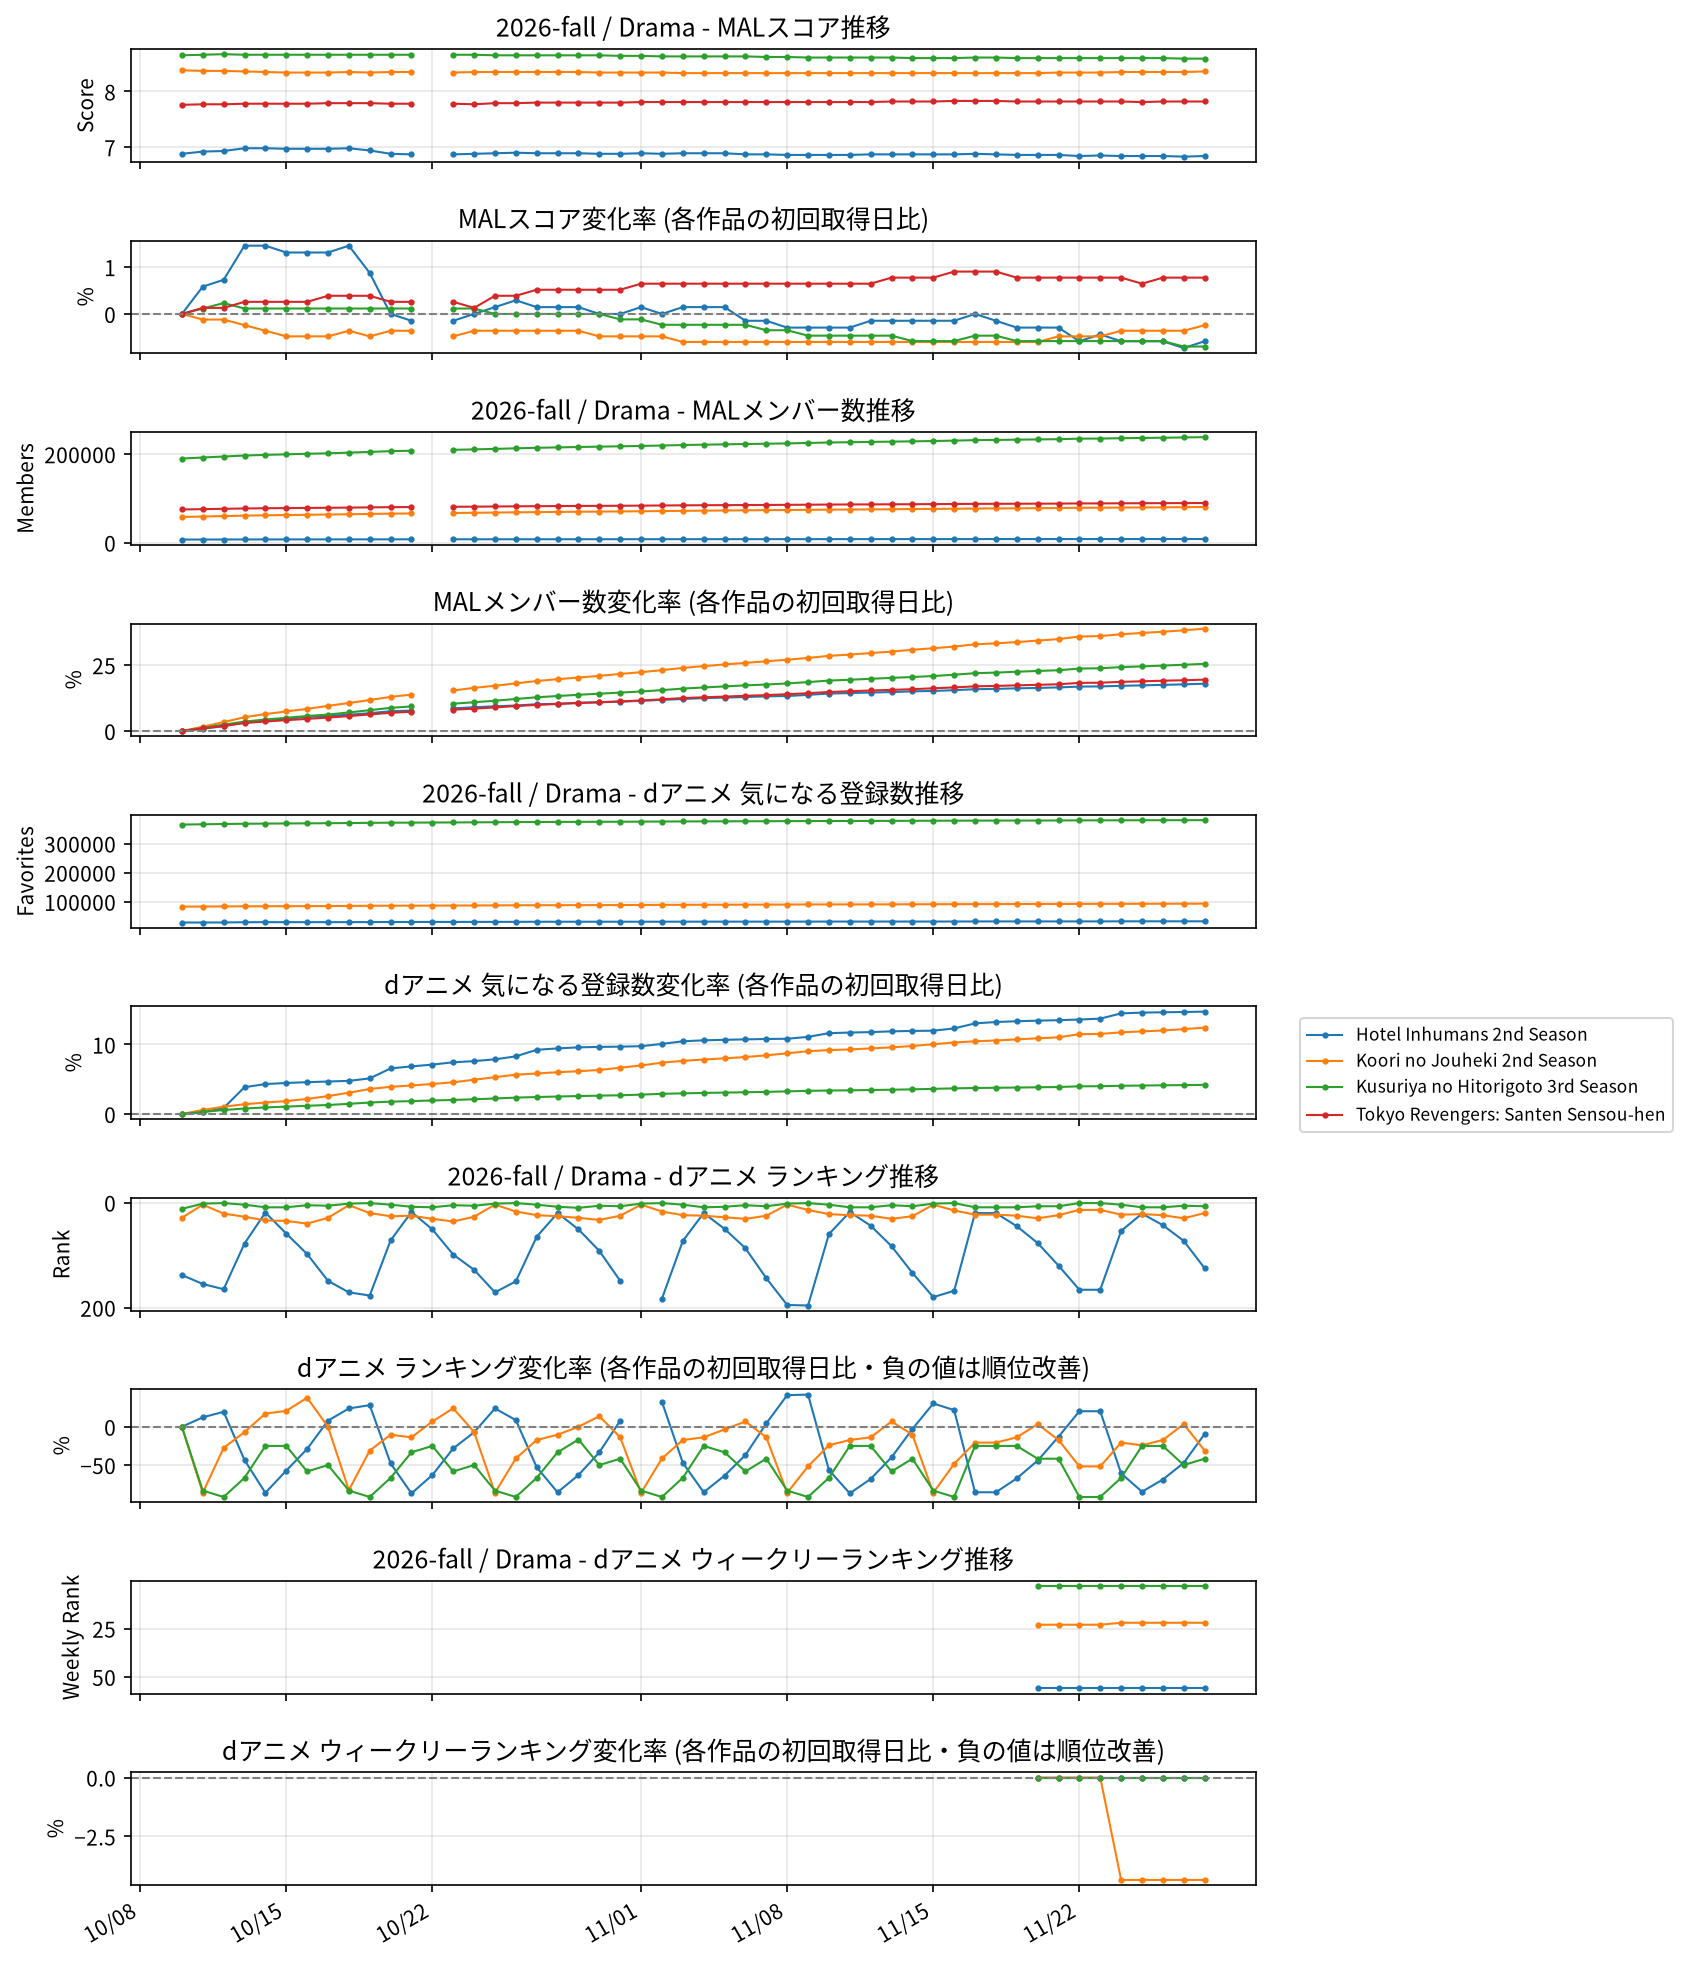 2026-fall / Drama - MALスコア推移
Score
8
7
MALスコア変化率 (各作品の初回取得日比)
%
1
0
2026-fall / Drama - MALメンバー数推移
Members
200000
0
MALメンバー数変化率 (各作品の初回取得日比)
%
25
0
2026-fall / Drama - dアニメ 気になる登録数推移
Favorites
300000
200000
100000
dアニメ 気になる登録数変化率 (各作品の初回取得日比)
%
10
0
Hotel Inhumans 2nd Season
Koori no Jouheki 2nd Season
Kusuriya no Hitorigoto 3rd Season
Tokyo Revengers: Santen Sensou-hen
2026-fall / Drama - dアニメ ランキング推移
Rank
0
200
dアニメ ランキング変化率 (各作品の初回取得日比・負の値は順位改善)
%
0
−50
2026-fall / Drama - dアニメ ウィークリーランキング推移
Weekly Rank
25
50
dアニメ ウィークリーランキング変化率 (各作品の初回取得日比・負の値は順位改善)
%
0.0
−2.5
10/08
10/15
10/22
11/01
11/08
11/15
11/22